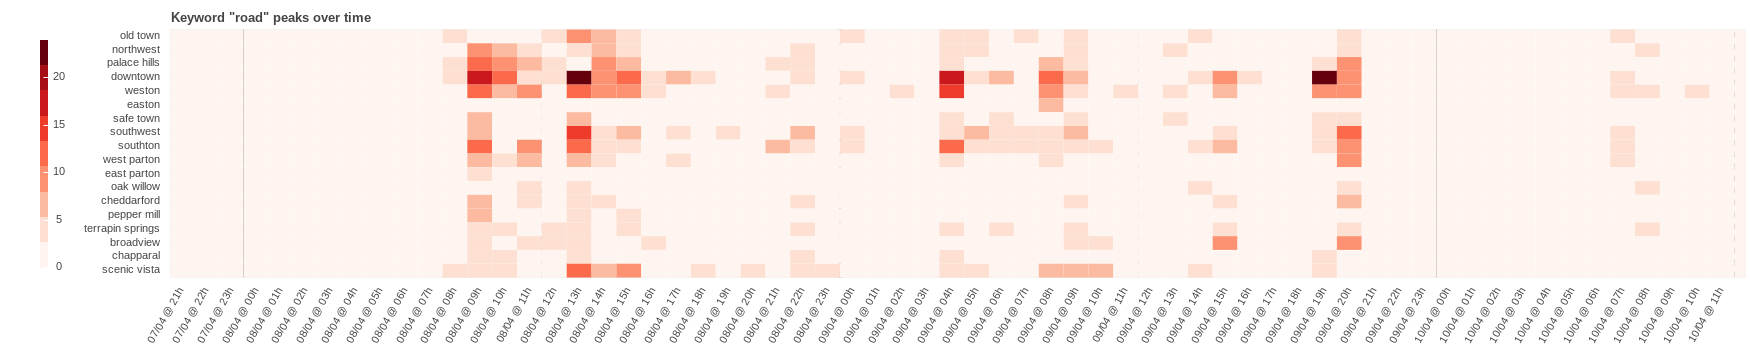 Keyword "road" peaks over time
old town
northwest
palace hills
downtown
weston
easton
safe town
southwest
southton
west parton
east parton
oak willow
cheddarford
pepper mill
terrapin springs
broadview
chapparal
scenic vista
20
15
10
5
0
07/04 @ 21h
07/04 @ 22h
07/04 @ 23h
08/04 @ 00h
08/04 @ 01h
08/04 @ 02h
08/04 @ 03h
08/04 @ 04h
08/04 @ 05h
08/04 @ 06h
08/04 @ 07h
08/04 @ 08h
08/04 @ 09h
08/04 @ 10h
08/04 @ 11h
08/04 @ 12h
08/04 @ 13h
08/04 @ 14h
08/04 @ 15h
08/04 @ 16h
08/04 @ 17h
08/04 @ 18h
08/04 @ 19h
08/04 @ 20h
08/04 @ 21h
08/04 @ 22h
08/04 @ 23h
09/04 @ 00h
09/04 @ 01h
09/04 @ 02h
09/04 @ 03h
09/04 @ 04h
09/04 @ 05h
09/04 @ 06h
09/04 @ 07h
09/04 @ 08h
09/04 @ 09h
09/04 @ 10h
09/04 @ 11h
09/04 @ 12h
09/04 @ 13h
09/04 @ 14h
09/04 @ 15h
09/04 @ 16h
09/04 @ 17h
09/04 @ 18h
09/04 @ 19h
09/04 @ 20h
09/04 @ 21h
09/04 @ 22h
09/04 @ 23h
10/04 @ 00h
10/04 @ 01h
10/04 @ 02h
10/04 @ 03h
10/04 @ 04h
10/04 @ 05h
10/04 @ 06h
10/04 @ 07h
10/04 @ 08h
10/04 @ 09h
10/04 @ 10h
10/04 @ 11h